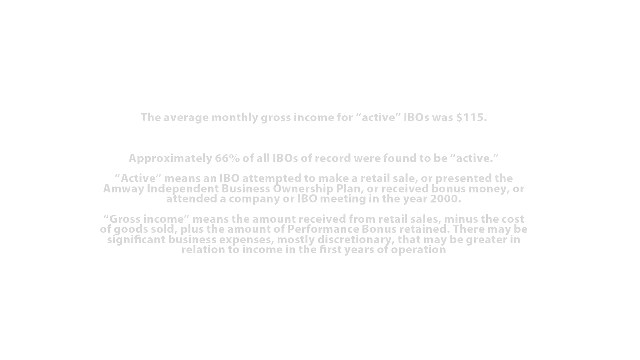 The average monthly gross income for “active” IBOs was $115.
Approximately 66% of all IBOs of record were found to be “active.”
“Active” means an IBO attempted to make a retail sale, or presented the
Amway Independent Business Ownership Plan, or received bonus money, or
attended a company or IBO meeting in the year 2000.
“Gross income” means the amount received from retail sales, minus the cost
of goods sold, plus the amount of Performance Bonus retained. There may be
significant business expenses, mostly discretionary, that may be greater in
relation to income in the first years of operation